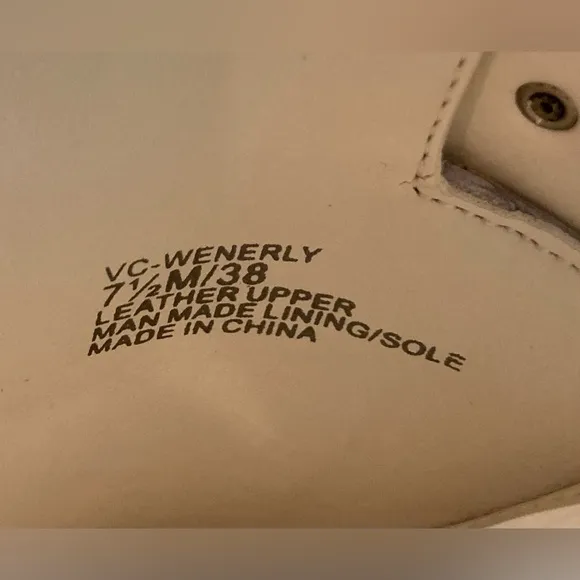 VC-WENERLY
7½M/38
LEATHER UPPER
MAN MADE LINING/SOLE
MADE IN CHINA